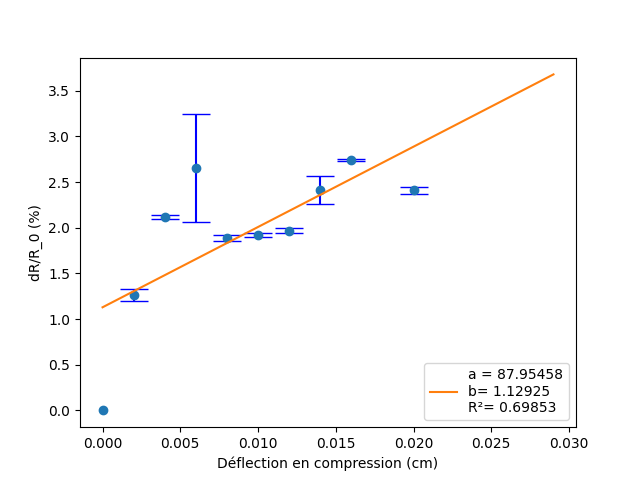 3.5
3.0
2.5
2.0
1.5
1.0
0.5
0.0
dR/R_0 (%)
a = 87.95458
b= 1.12925
R²= 0.69853
0.000 0.005 0.010 0.015 0.020 0.025 0.030
Déflection en compression (cm)